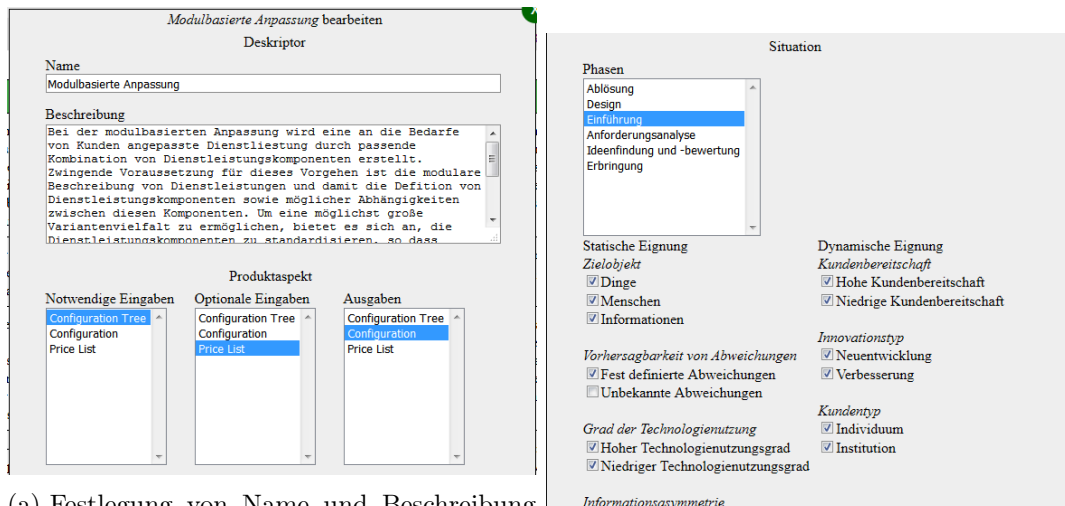 Modulbasierte Anpassung bearbeiten
Deskriptor
Name
Modulbasierte Anpassung
Beschreibung
Bei der modulbasierten Anpassung wird eine an die Bedarfe
von Kunden angepasste Dienstliestung durch passende
Kombination von Dienstleistungskomponenten erstellt.
Zwingende Voraussetzung für dieses Vorgehen ist die modulare
Beschreibung von Dienstleistungen und damit die Defition von
Dienstleistungskomponenten sowie möglicher Abhängigkeiten
zwischen diesen Komponenten. Um eine möglichst große
Variantenvielfalt zu ermöglichen, bietet es sich an, die
Dienstleistungskomponenten zu standardisieren, so dass
Produktaspekt
Notwendige Eingaben Optionale Eingaben Ausgaben
Configuration Tree Configuration Tree Configuration Tree
Configuration Configuration Configuration
Price List Price List Price List
(a) Festlegung von Name und Beschreibung
Situation
Phasen
Ablösung
Design
Einführung
Anforderungsanalyse
Ideenfindung und -bewertung
Erbringung
Statische Eignung
Zielobjekt
Dinge
Menschen
Informationen
Vorhersagbarkeit von Abweichungen
Fest definierte Abweichungen
Unbekannte Abweichungen
Grad der Technologienutzung
Hoher Technologienutzungsgrad
Niedriger Technologienutzungsgrad
Informationsasymmetrie
Dynamische Eignung
Kundenbereitschaft
Hohe Kundenbereitschaft
Niedrige Kundenbereitschaft
Innovationstyp
Neuentwicklung
Verbesserung
Kundentyp
Individuum
Institution